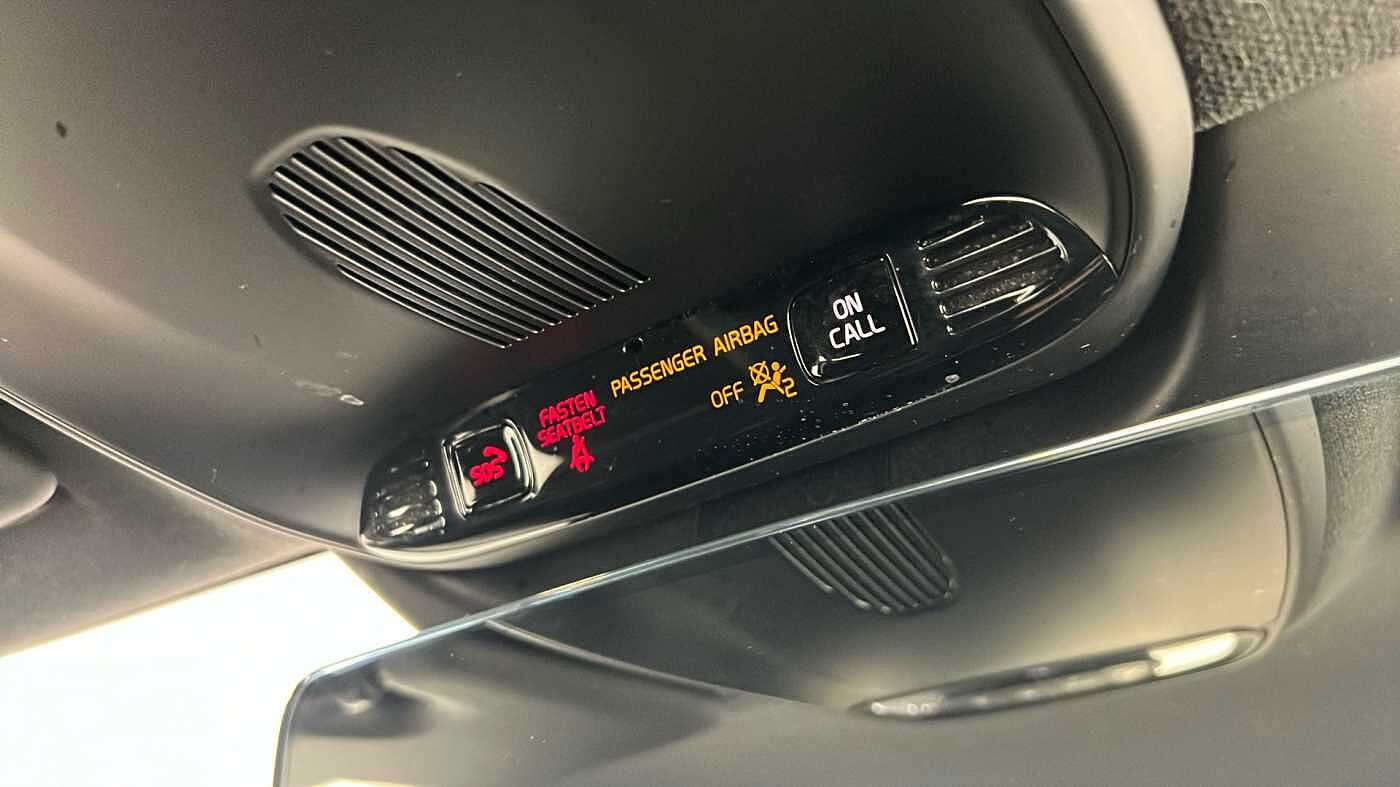 SOS
FASTEN
SEATBELT
PASSENGER AIRBAG
OFF 2
ON
CALL